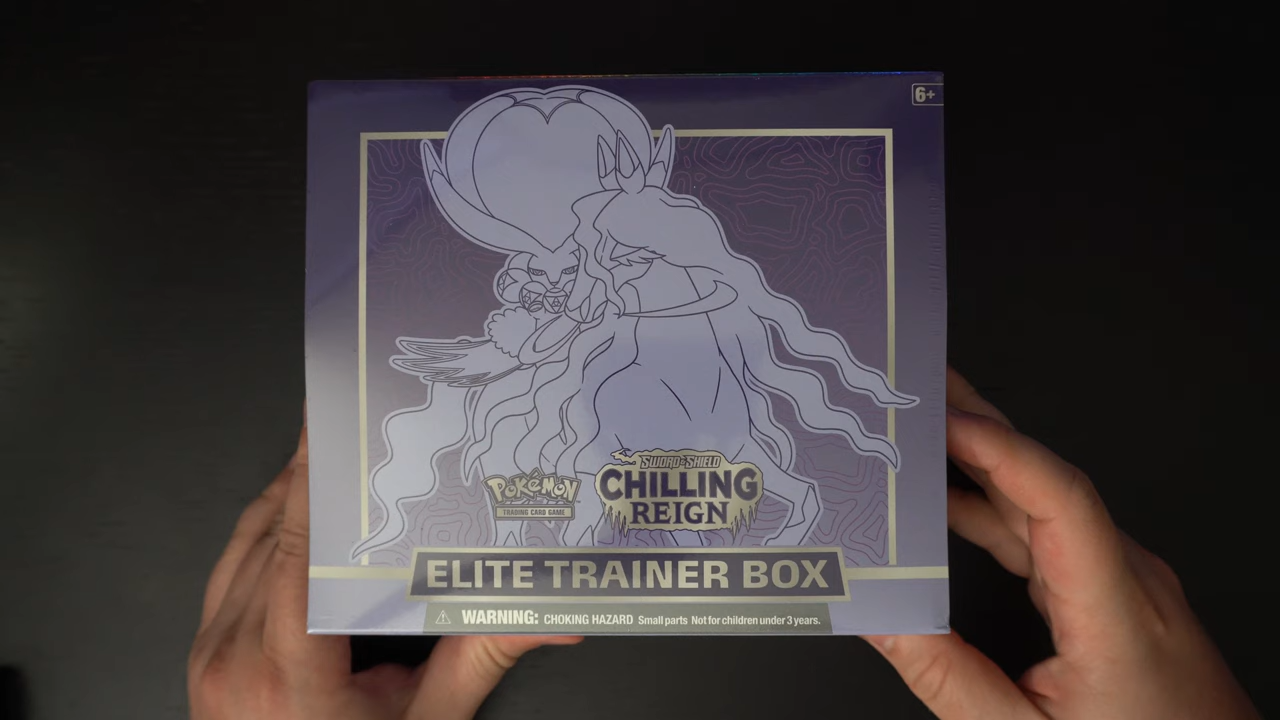 6+
SWORD & SHIELD
POKéMON
CHILLING
TRADING CARD GAME
REIGN
ELITE TRAINER BOX
WARNING: CHOKING HAZARD Small parts Not for children under 3 years.